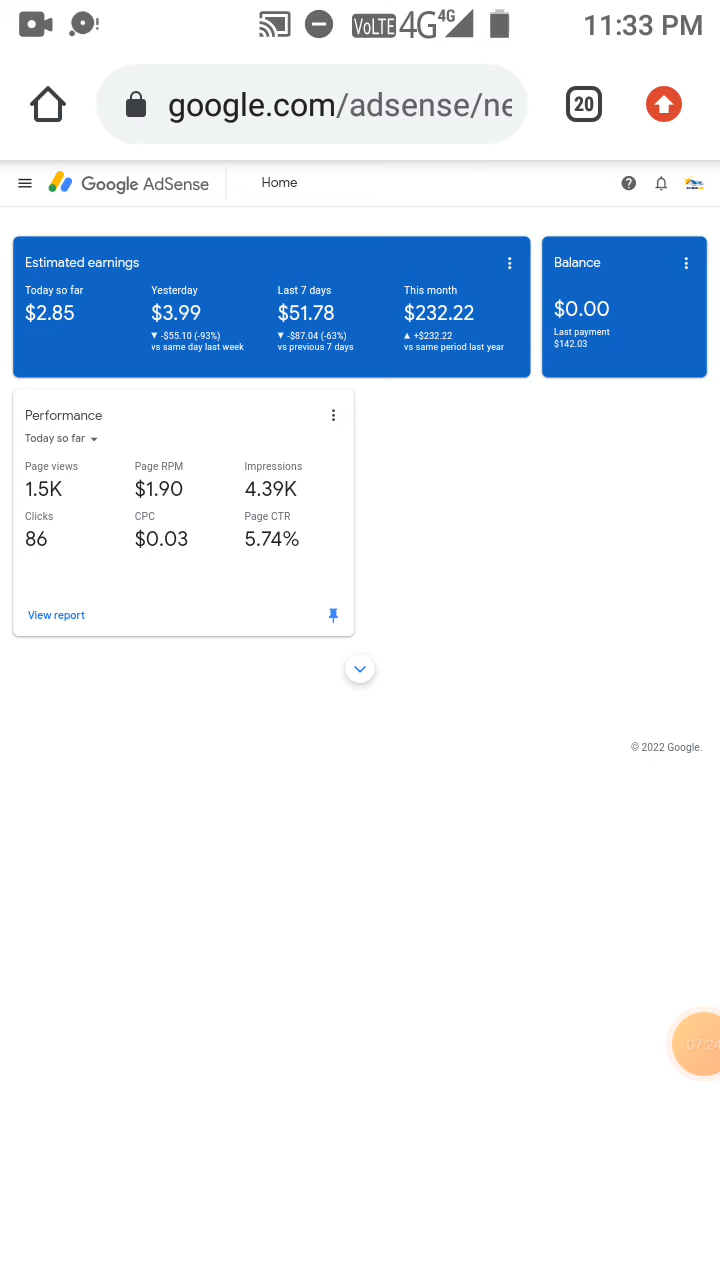 VoLTE 4G 4G 11:33 PM
google.com/adsense/ne 20
Google AdSense Home
Estimated earnings
Today so far Yesterday Last 7 days This month
$2.85 $3.99 $51.78 $232.22
▼ -$55.10 (-93%) ▼ -$87.04 (-63%) ▲ +$232.22
vs same day last week vs previous 7 days vs same period last year
Balance
$0.00
Last payment
$142.03
Performance
Today so far
Page views Page RPM Impressions
1.5K $1.90 4.39K
Clicks CPC Page CTR
86 $0.03 5.74%
View report
© 2022 Google.
07:24